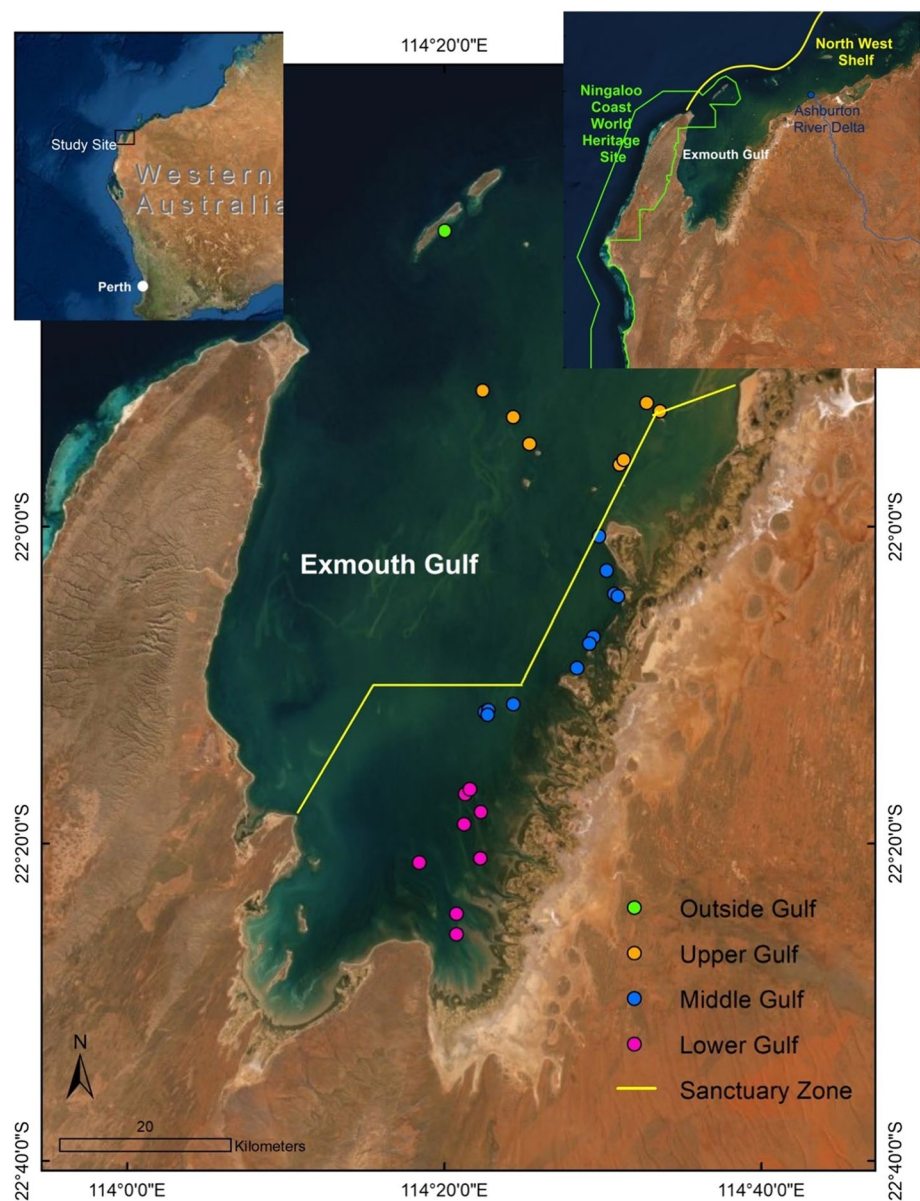 114°20'0"E
North West
Shelf
Ningaloo
Coast
World
Heritage
Site
Ashburton
River Delta
Exmouth Gulf
Study Site
Western
Australia
Perth
22°0'0"S
22°0'0"S
Exmouth Gulf
22°20'0"S
22°20'0"S
Outside Gulf
Upper Gulf
Middle Gulf
Lower Gulf
Sanctuary Zone
N
20
Kilometers
22°40'0"S
22°40'0"S
114°0'0"E
114°20'0"E
114°40'0"E